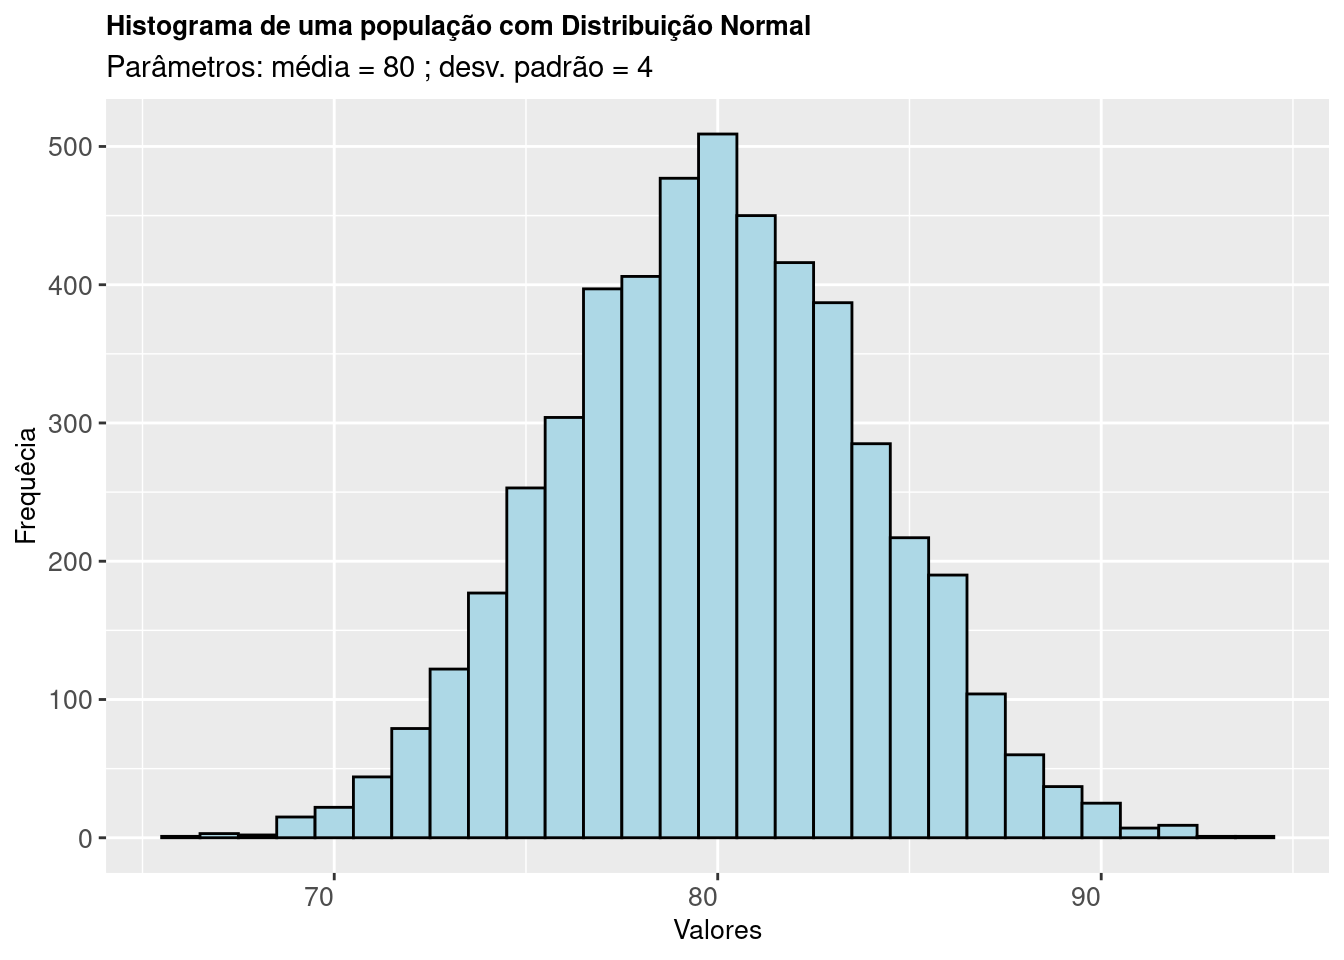 Histograma de uma população com Distribuição Normal
Parâmetros: média = 80 ; desv. padrão = 4
500
400
300
200
100
0
Frequêcia
70 80 90
Valores